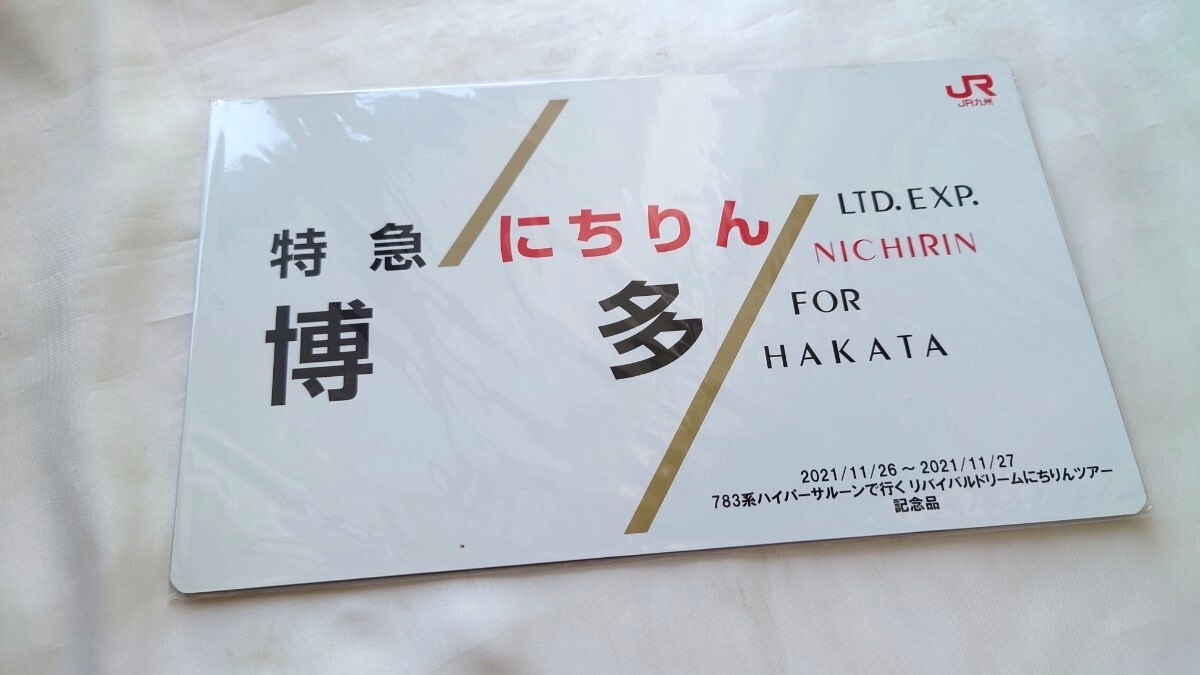 JR
JR九州
特急 にちりん
博多
LTD. EXP.
NICHIRIN
FOR
HAKATA
2021/11/26 ～ 2021/11/27
783系ハイパーサルーンで行くリバイバルドリームにちりんツアー
記念品